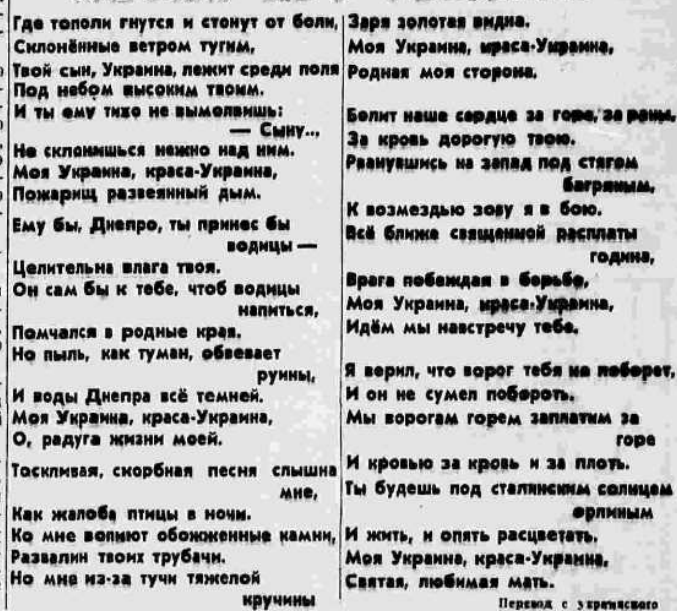 Где тополи гнутся и стонут от боли,
Склонённые ветром тугим,
Твой сын, Украина, лежит среди поля
Под небом высоким твоим.
И ты ему тихо не вымолвишь:
— Сыну..,
Не склонишься нежно над ним.
Моя Украина, краса-Украина,
Пожарищ развеянный дым.
Ему бы, Днепро, ты принес бы
водицы —
Целительна влага твоя.
Он сам бы к тебе, чтоб водицы
напиться,
Помчался в родные края.
Но пыль, как туман, обвевает
руины,
И воды Днепра всё темней.
Моя Украина, краса-Украина,
О, радуга жизни моей.
Тоскливая, скорбная песня слышна
мне,
Как жалоба птицы в ночи.
Ко мне вопиют обожженные камни,
Развалин твоих трубачи.
Но мне из-за тучи тяжелой
кручины
Заря золотая видна.
Моя Украина, краса-Украина,
Родная моя сторона.
Болит наше сердце за горе, за раны,
За кровь дорогую твою.
Рванувшись на запад под стягом
багряным,
К возмездью зову я в бою.
Всё ближе священной расплаты
година,
Врага побеждая в борьбе,
Моя Украина, краса-Украина,
Идём мы навстречу тебе.
Я верил, что ворог тебя не поборет,
И он не сумел побороть.
Мы ворогам горем заплатим за
горе
И кровью за кровь и за плоть.
Ты будешь под сталинским солнцем
орлиным
И жить, и опять расцветать.
Моя Украина, краса-Украина,
Святая, любимая мать.
Перевод с украинского